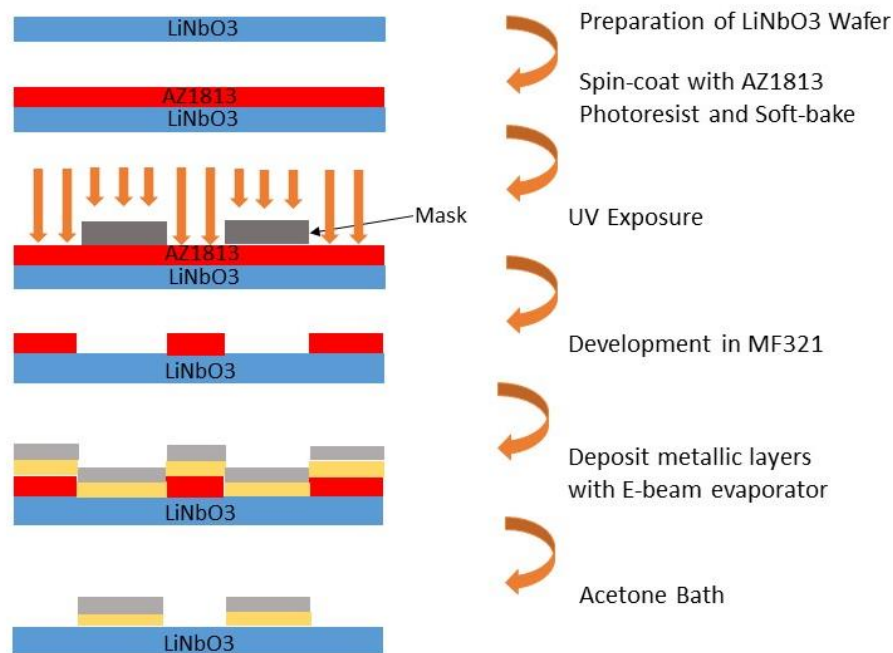 LiNbO3
Preparation of LiNbO3 Wafer
AZ1813
LiNbO3
Spin-coat with AZ1813
Photoresist and Soft-bake
Mask
UV Exposure
AZ1813
LiNbO3
Development in MF321
LiNbO3
Deposit metallic layers
with E-beam evaporator
LiNbO3
Acetone Bath
LiNbO3